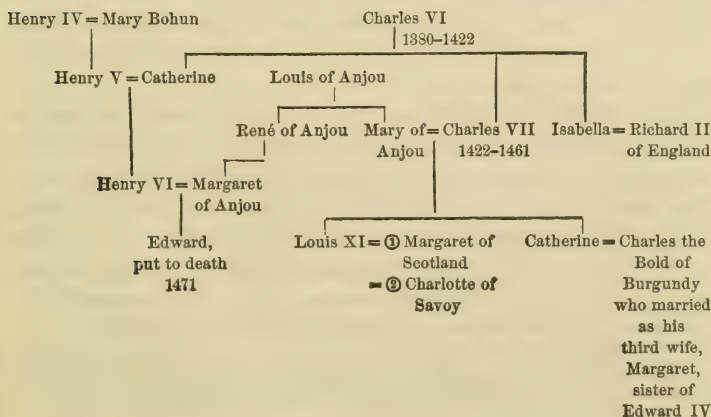 Henry IV = Mary Bohun
Charles VI
1380-1422
Henry V = Catherine
Louis of Anjou
René of Anjou
Mary of = Charles VII
Anjou 1422-1461
Isabella = Richard II
of England
Henry VI = Margaret
of Anjou
Edward,
put to death
1471
Louis XI = ① Margaret of
Scotland
= ② Charlotte of
Savoy
Catherine = Charles the
Bold of
Burgundy
who married
as his
third wife,
Margaret,
sister of
Edward IV